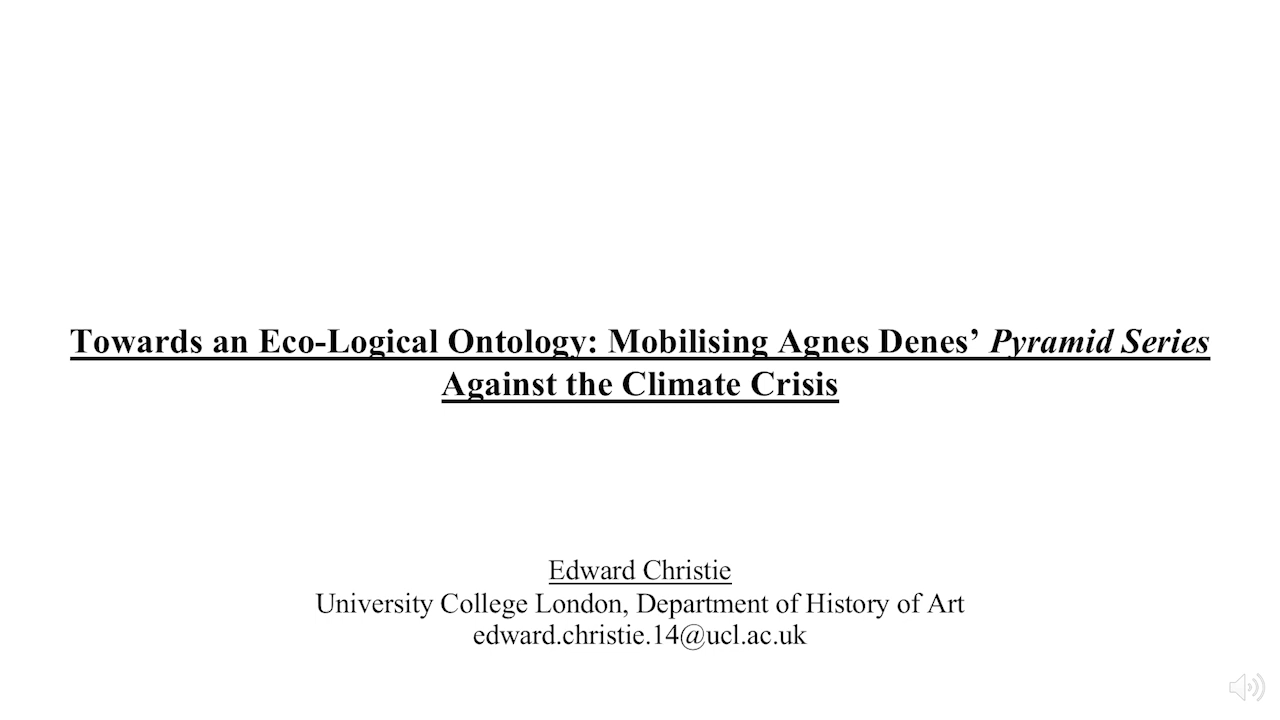 Towards an Eco-Logical Ontology: Mobilising Agnes Denes’ Pyramid Series
Against the Climate Crisis
Edward Christie
University College London, Department of History of Art
edward.christie.14@ucl.ac.uk